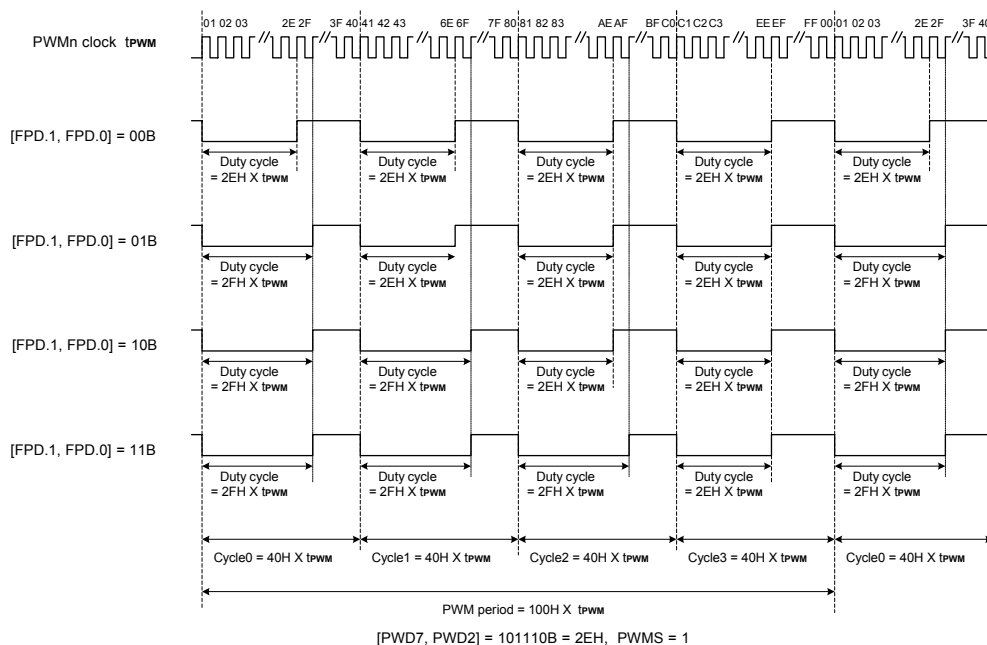 01 02 03 2E 2F 3F 40 41 42 43 6E 6F 7F 80 81 82 83 AE AF BF C0 C1 C2 C3 EE EF FF 00 01 02 03 2E 2F 3F 40
PWMn clock tPWM
[FPD.1, FPD.0] = 00B
Duty cycle
= 2EH X tPWM
Duty cycle
= 2EH X tPWM
Duty cycle
= 2EH X tPWM
Duty cycle
= 2EH X tPWM
Duty cycle
= 2EH X tPWM
[FPD.1, FPD.0] = 01B
Duty cycle
= 2FH X tPWM
Duty cycle
= 2EH X tPWM
Duty cycle
= 2EH X tPWM
Duty cycle
= 2EH X tPWM
Duty cycle
= 2FH X tPWM
[FPD.1, FPD.0] = 10B
Duty cycle
= 2FH X tPWM
Duty cycle
= 2FH X tPWM
Duty cycle
= 2EH X tPWM
Duty cycle
= 2EH X tPWM
Duty cycle
= 2FH X tPWM
[FPD.1, FPD.0] = 11B
Duty cycle
= 2FH X tPWM
Duty cycle
= 2FH X tPWM
Duty cycle
= 2FH X tPWM
Duty cycle
= 2EH X tPWM
Duty cycle
= 2FH X tPWM
Cycle0 = 40H X tPWM
Cycle1 = 40H X tPWM
Cycle2 = 40H X tPWM
Cycle3 = 40H X tPWM
Cycle0 = 40H X tPWM
PWM period = 100H X tPWM
[PWD7, PWD2] = 101110B = 2EH, PWMS = 1